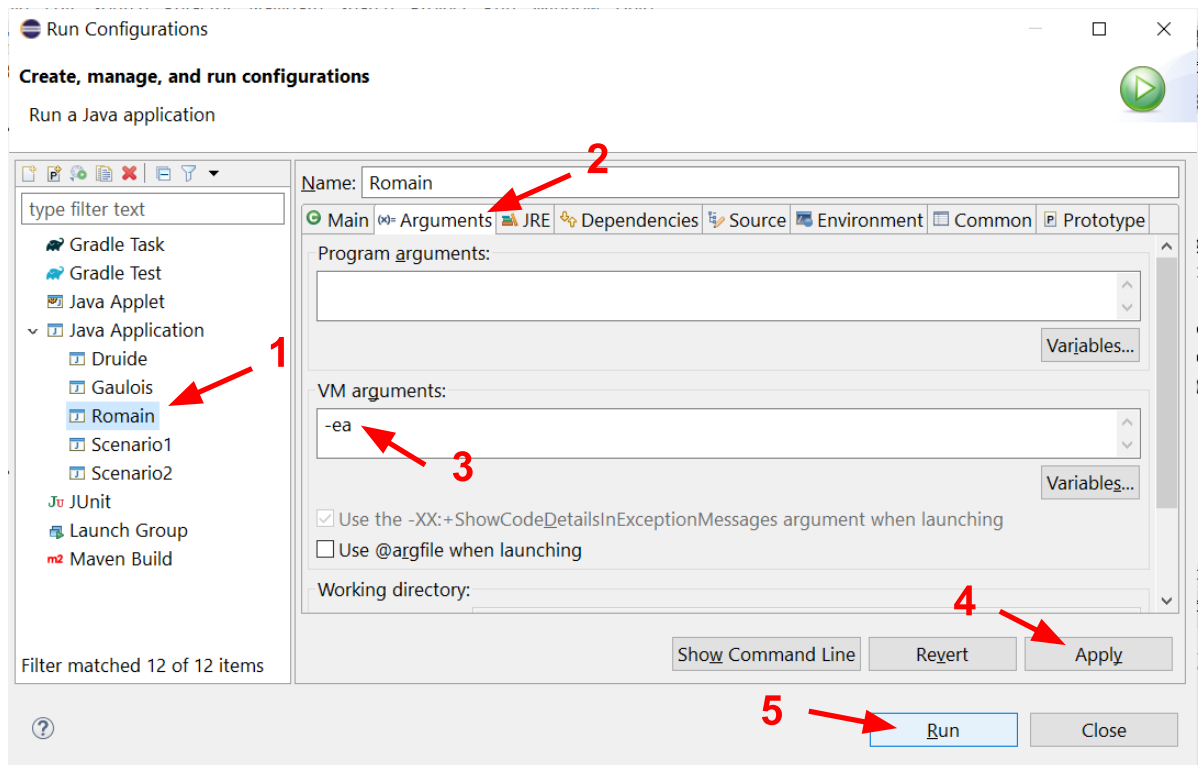 Run Configurations
Create, manage, and run configurations
Run a Java application
type filter text
Gradle Task
Gradle Test
Java Applet
Java Application
Druide
Gaulois
Romain
Scenario1
Scenario2
Ju JUnit
Launch Group
m2 Maven Build
Filter matched 12 of 12 items
1
2
Name: Romain
Main (x)= Arguments JRE Dependencies Source Environment Common Prototype
Program arguments:
Variables...
VM arguments:
-ea
3
Variables...
Use the -XX:+ShowCodeDetailsInExceptionMessages argument when launching
Use @argfile when launching
Working directory:
4
Show Command Line Revert Apply
5
Run Close